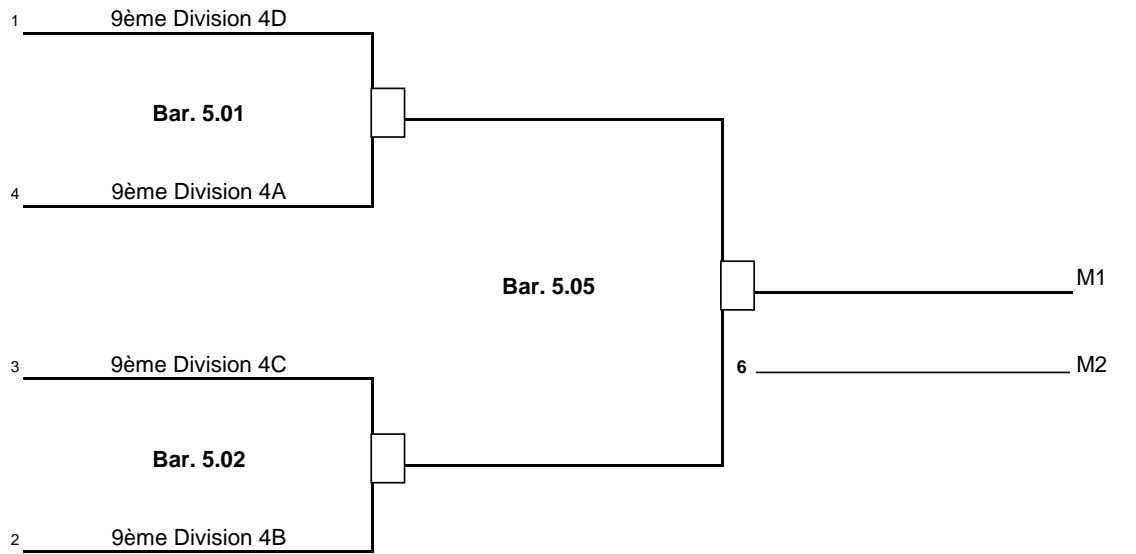 1 9ème Division 4D
Bar. 5.01
4 9ème Division 4A
Bar. 5.05
M1
3 9ème Division 4C
6 M2
Bar. 5.02
2 9ème Division 4B